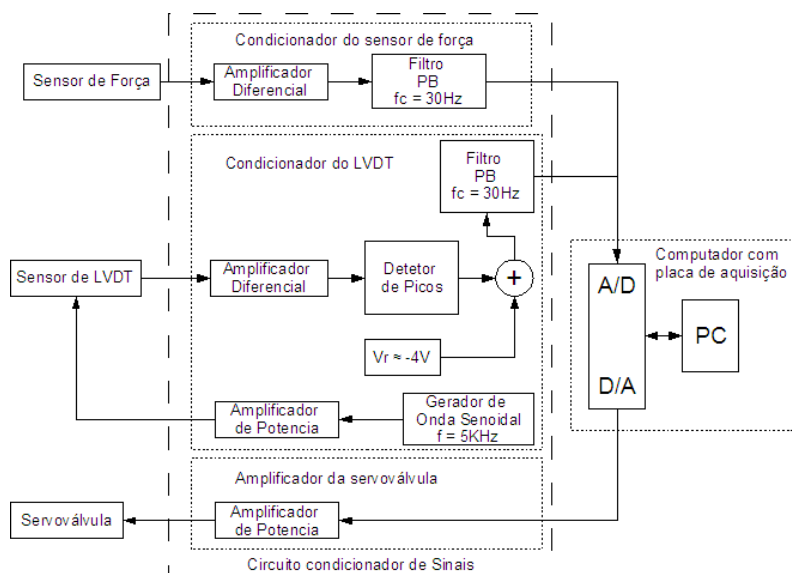 Condicionador do sensor de força
Sensor de Força
Amplificador
Diferencial
Filtro
PB
fc = 30Hz
Condicionador do LVDT
Filtro
PB
fc = 30Hz
Sensor de LVDT
Amplificador
Diferencial
Detetor
de Picos
+
Vr ≈ -4V
Amplificador
de Potencia
Gerador de
Onda Senoidal
f = 5KHz
Computador com
placa de aquisição
A/D
D/A
PC
Amplificador da servoválvula
Servoválvula
Amplificador
de Potencia
Circuito condicionador de Sinais